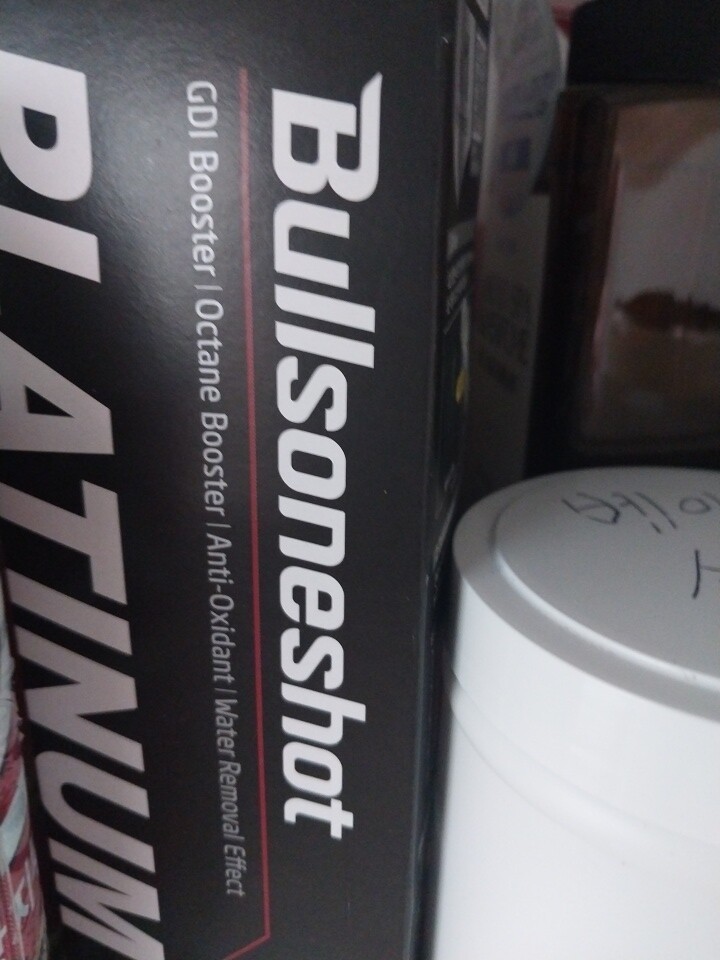 Bullsoneshot
GDI Booster | Octane Booster | Anti-Oxidant | Water Removal Effect
PLATINUM